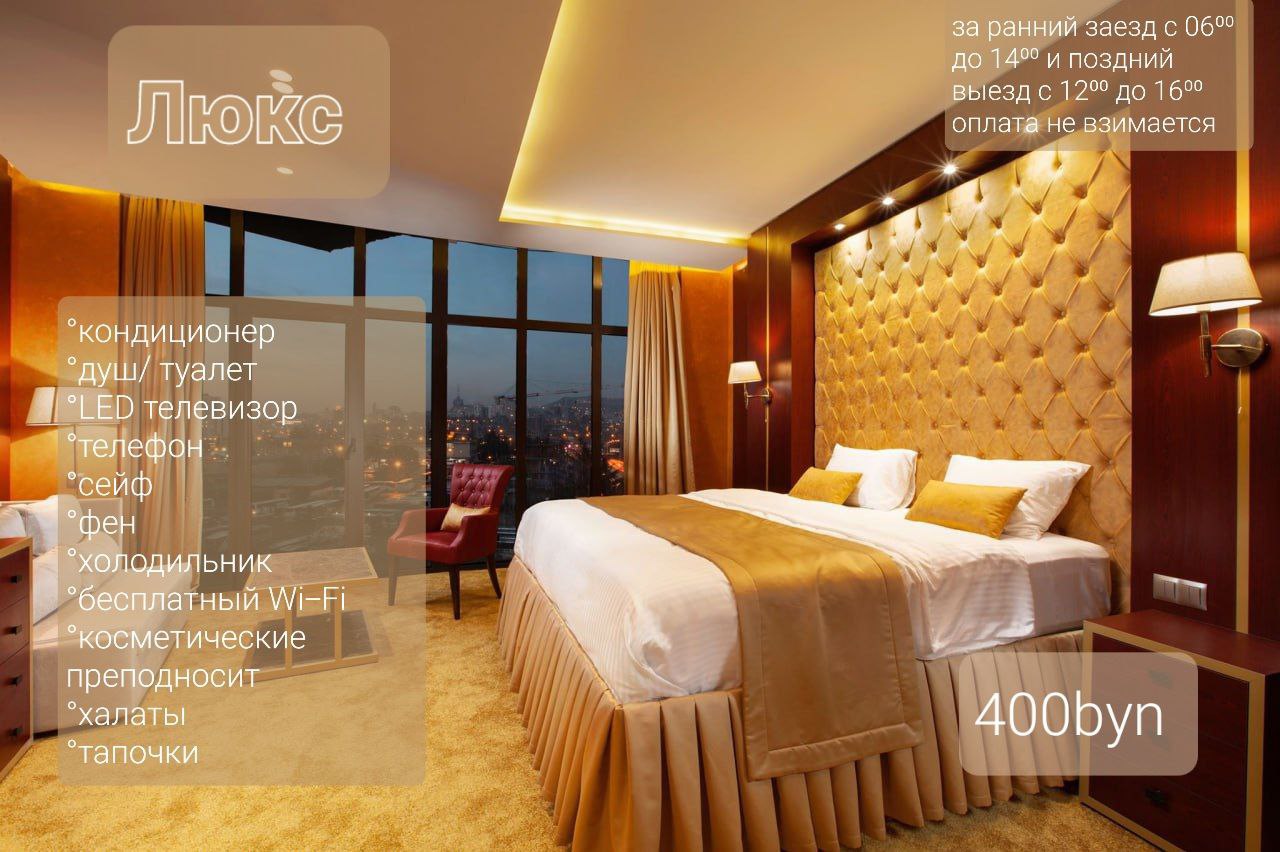 Люкс
за ранний заезд с 06⁰⁰
до 14⁰⁰ и поздний
выезд с 12⁰⁰ до 16⁰⁰
оплата не взимается
°кондиционер
°душ/ туалет
°LED телевизор
°телефон
°сейф
°фен
°холодильник
°бесплатный Wi–Fi
°косметические
преподносит
°халаты
°тапочки
400byn